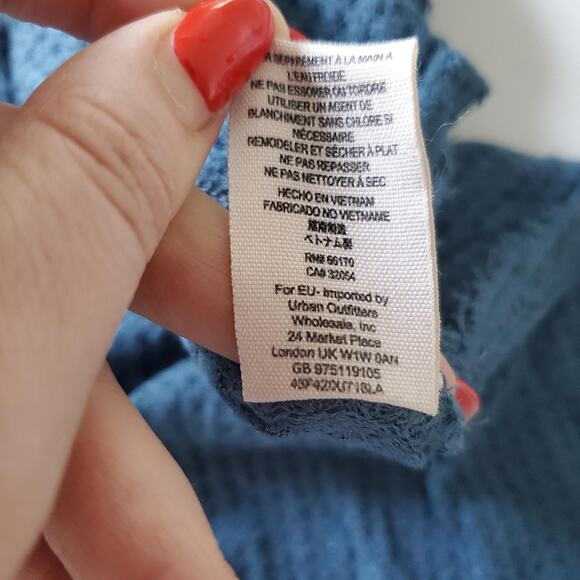 SÉPARÉMENT À LA MAIN À
L'EAU FROIDE
NE PAS ESSORER OU TORDRE
UTILISER UN AGENT DE
BLANCHIMENT SANS CHLORE SI
NÉCESSAIRE
REMODELER ET SÉCHER À PLAT
NE PAS REPASSER
NE PAS NETTOYER À SEC
HECHO EN VIETNAM
FABRICADO NO VIETNAME
越南制造
ベトナム製
RN# 66170
CA# 32054
For EU- Imported by
Urban Outfitters
Wholesale, Inc
24 Market Place
London UK W1W 0AN
GB 975119105